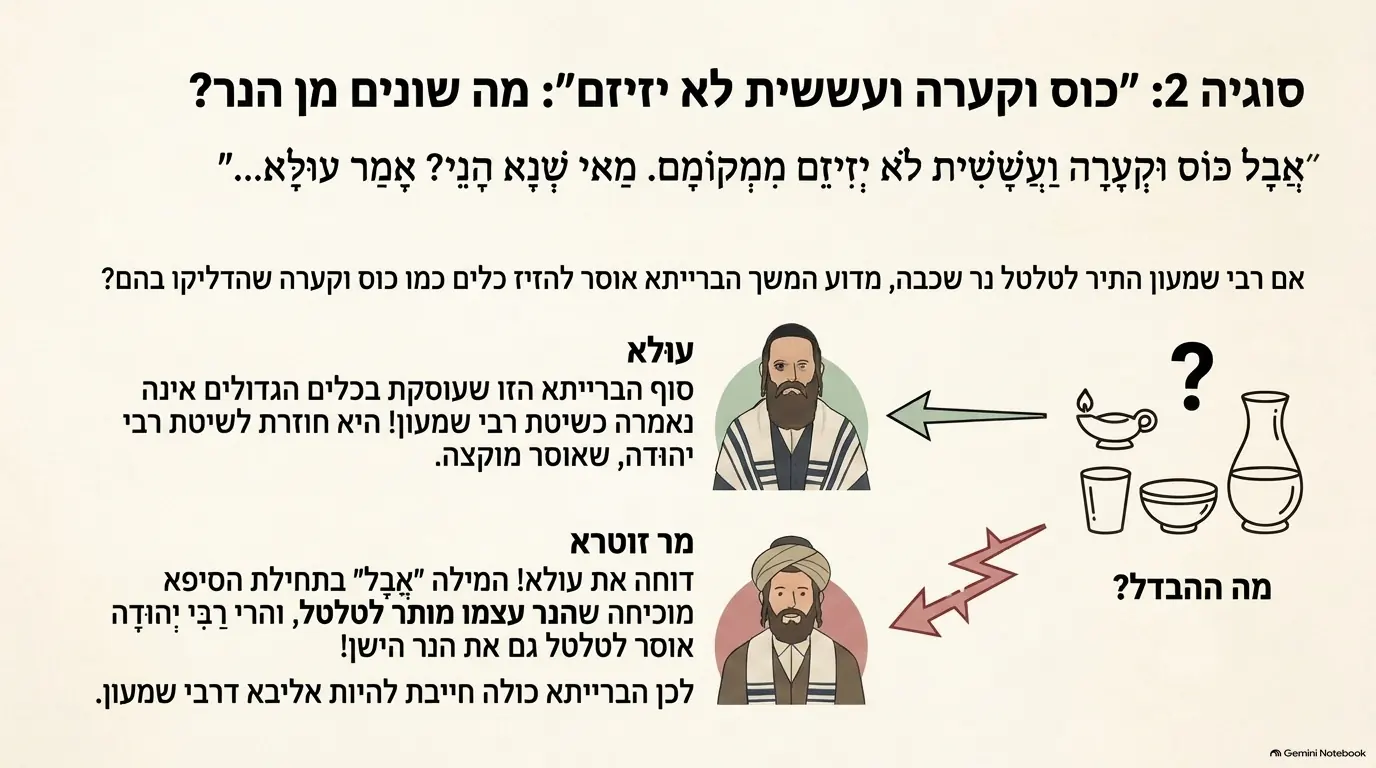 סוגיה 2: "כוס וקערה ועששית לא יזיזם": מה שונים מן הנר?
"אֲבָל כּוֹס וּקְעָרָה וַעֲשָׁשִׁית לֹא יְזִיזֵם מִמְּקוֹמָם. מַאי שְׁנָא הָנֵי? אָמַר עוּלָּא..."
אם רבי שמעון התיר לטלטל נר שכבה, מדוע המשך הברייתא אוסר להזיז כלים כמו כוס וקערה שהדליקו בהם?
?
מה ההבדל?
עולא
סוף הברייתא הזו שעוסקת בכלים הגדולים אינה
נאמרה כשיטת רבי שמעון! היא חוזרת לשיטת רבי
יהודה, שאוסר מוקצה.
מר זוטרא
דוחה את עולא! המילה "אֲבָל" בתחילת הסיפא
מוכיחה שהנר עצמו מותר לטלטל, והרי רַבִּי יְהוּדָה
אוסר לטלטל גם את הנר הישן!
לכן הברייתא כולה חייבת להיות אליבא דרבי שמעון.
Gemini Notebook